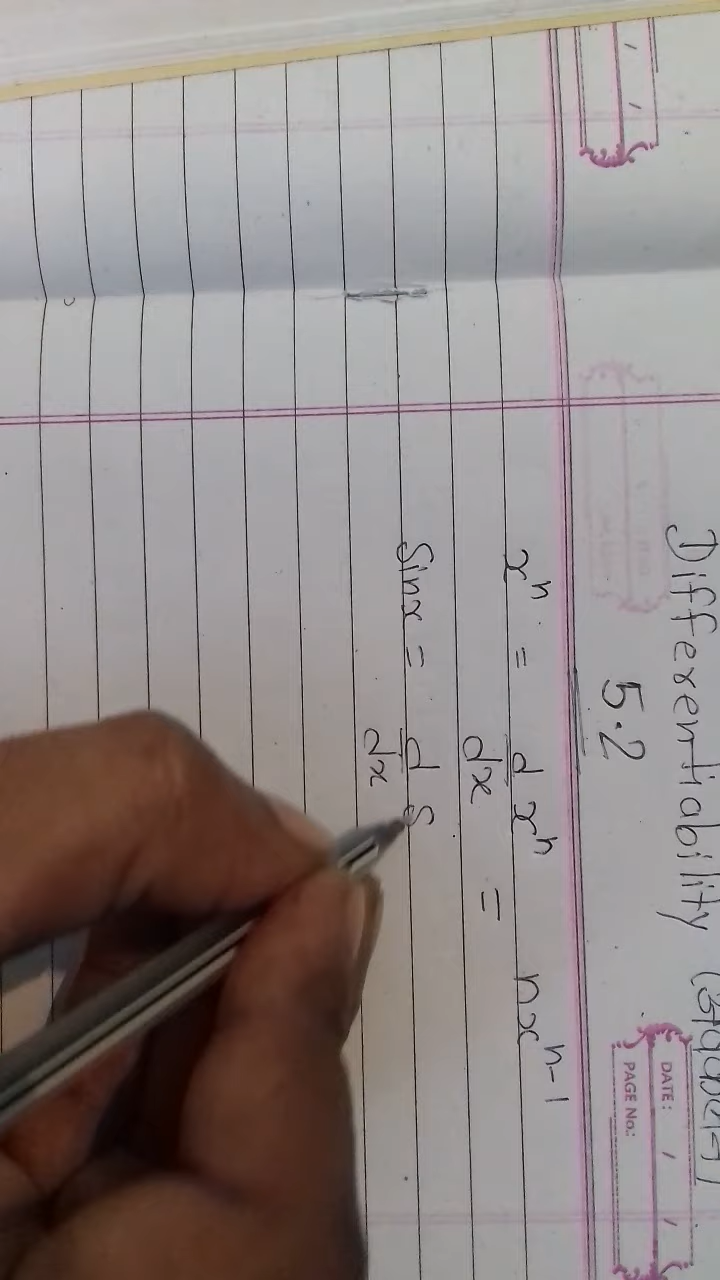 DATE: / /
PAGE No.:
Differentiability
5.2
xⁿ = d/dx xⁿ = nxⁿ⁻¹
Sinx = d/dx S